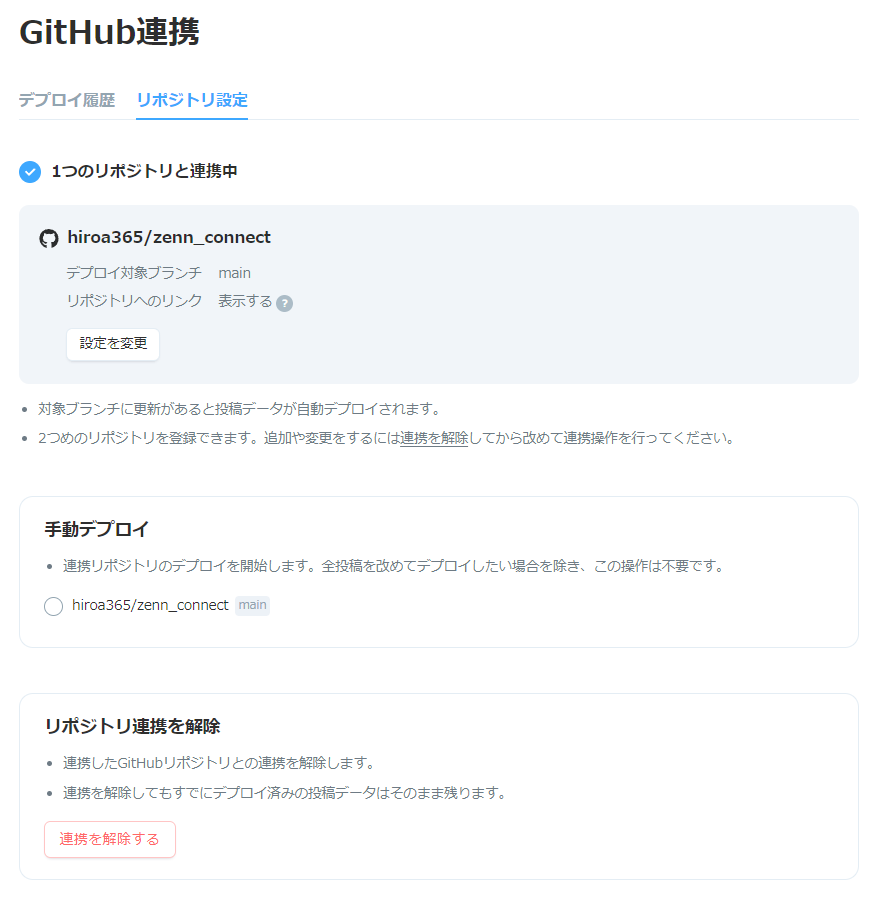 GitHub連携
デプロイ履歴 リポジトリ設定
1つのリポジトリと連携中
hiroa365/zenn_connect
デプロイ対象ブランチ main
リポジトリへのリンク 表示する ?
設定を変更
• 対象ブランチに更新があると投稿データが自動デプロイされます。
• 2つめのリポジトリを登録できます。追加や変更をするには連携を解除してから改めて連携操作を行ってください。
手動デプロイ
• 連携リポジトリのデプロイを開始します。全投稿を改めてデプロイしたい場合を除き、この操作は不要です。
hiroa365/zenn_connect main
リポジトリ連携を解除
• 連携したGitHubリポジトリとの連携を解除します。
• 連携を解除してもすでにデプロイ済みの投稿データはそのまま残ります。
連携を解除する